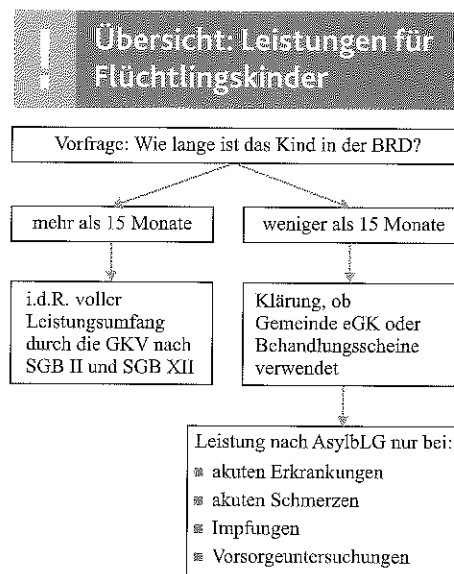 !
Übersicht: Leistungen für
Flüchtlingskinder
Vorfrage: Wie lange ist das Kind in der BRD?
mehr als 15 Monate
weniger als 15 Monate
i.d.R. voller
Leistungsumfang
durch die GKV nach
SGB II und SGB XII
Klärung, ob
Gemeinde eGK oder
Behandlungsscheine
verwendet
Leistung nach AsylbLG nur bei:
akuten Erkrankungen
akuten Schmerzen
Impfungen
Vorsorgeuntersuchungen